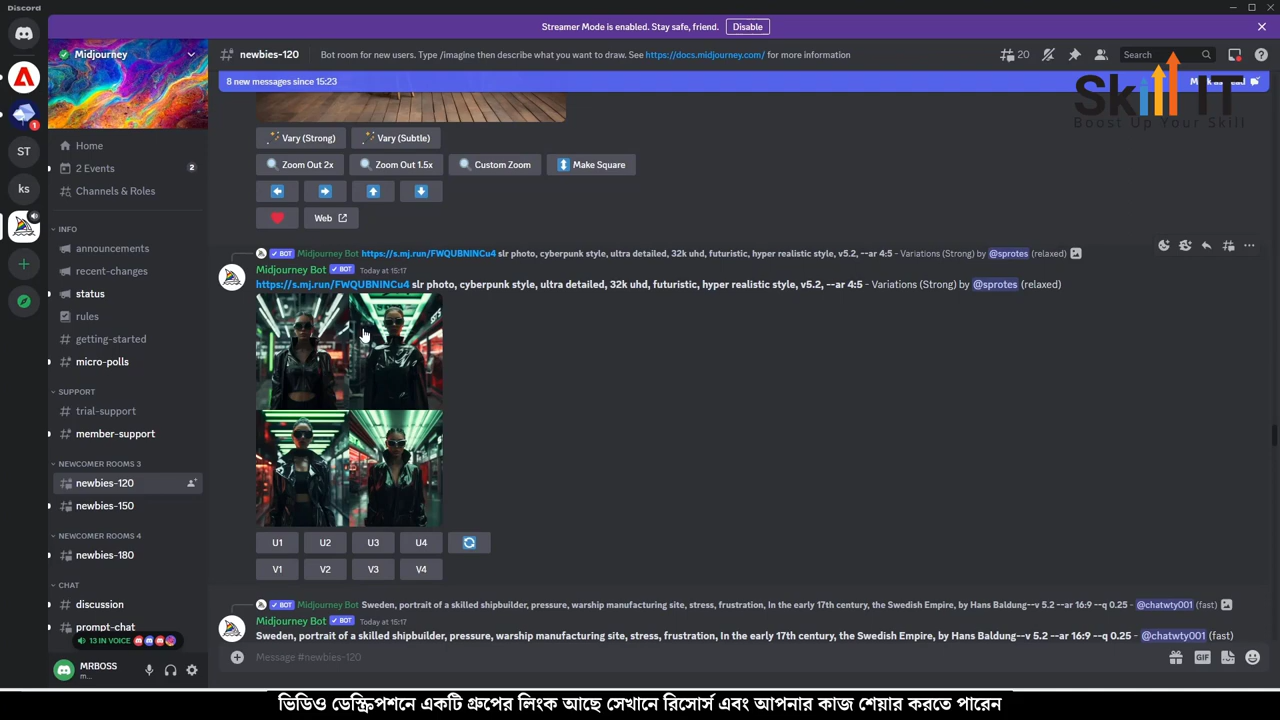 Discord
Streamer Mode is enabled. Stay safe, friend. Disable
Midjourney
newbies-120 Bot room for new users. Type /imagine then describe what you want to draw. See https://docs.midjourney.com/ for more information 20 Search
8 new messages since 15:23
Skill IT
Boost Up Your Skill
Vary (Strong) Vary (Subtle)
Zoom Out 2x Zoom Out 1.5x Custom Zoom Make Square
Web
Home
2 Events 2
Channels & Roles
INFO
announcements
recent-changes
status
rules
getting-started
micro-polls
SUPPORT
trial-support
member-support
NEWCOMER ROOMS 3
newbies-120
newbies-150
NEWCOMER ROOMS 4
newbies-180
CHAT
discussion
prompt-chat
13 IN VOICE
MRBOSS
m...
1
ST
ks
BOT Midjourney Bot https://s.mj.run/FWQUBNINCu4 slr photo, cyberpunk style, ultra detailed, 32k uhd, futuristic, hyper realistic style, v5.2, --ar 4:5 - Variations (Strong) by @sprotes (relaxed)
Midjourney Bot BOT Today at 15:17
https://s.mj.run/FWQUBNINCu4 slr photo, cyberpunk style, ultra detailed, 32k uhd, futuristic, hyper realistic style, v5.2, --ar 4:5 - Variations (Strong) by @sprotes (relaxed)
U1 U2 U3 U4
V1 V2 V3 V4
BOT Midjourney Bot Sweden, portrait of a skilled shipbuilder, pressure, warship manufacturing site, stress, frustration, In the early 17th century, the Swedish Empire, by Hans Baldung--v 5.2 --ar 16:9 --q 0.25 - @chatwty001 (fast)
Midjourney Bot BOT Today at 15:17
Sweden, portrait of a skilled shipbuilder, pressure, warship manufacturing site, stress, frustration, In the early 17th century, the Swedish Empire, by Hans Baldung--v 5.2 --ar 16:9 --q 0.25 - @chatwty001 (fast)
Message #newbies-120
GIF
ভিডিও ডেস্ক্রিপশনে একটি গ্রুপের লিংক আছে সেখানে রিসোর্স এবং আপনার কাজ শেয়ার করতে পারেন